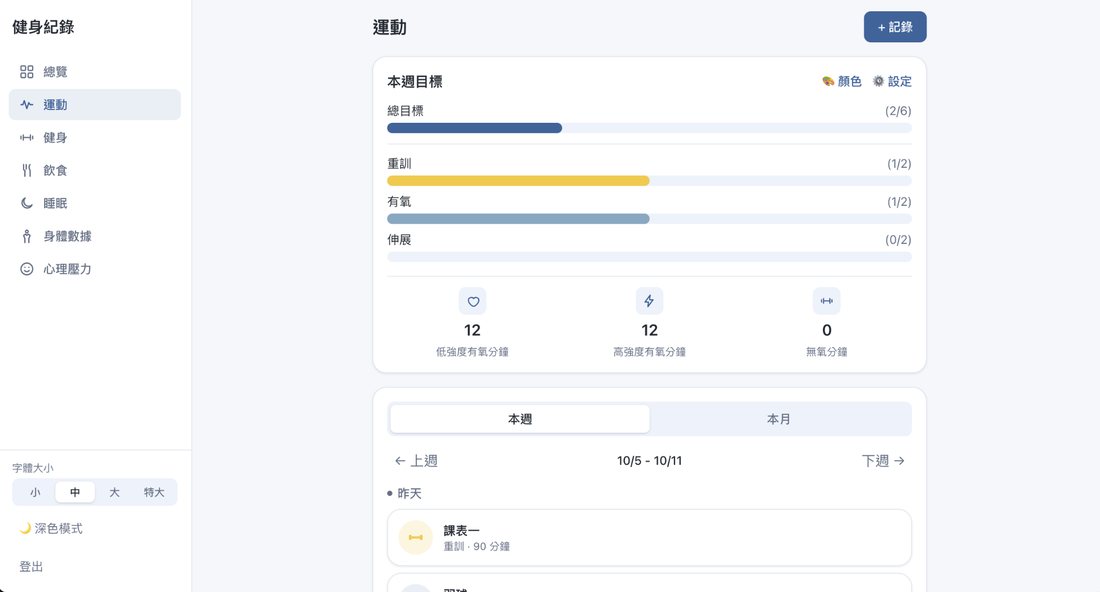 健身紀錄
總覽
運動
健身
飲食
睡眠
身體數據
心理壓力
字體大小
小 中 大 特大
🌙 深色模式
登出
運動
+ 記錄
本週目標
🎨 顏色 ⚙️ 設定
總目標 (2/6)
重訓 (1/2)
有氧 (1/2)
伸展 (0/2)
12 12 0
低強度有氧分鐘 高強度有氧分鐘 無氧分鐘
本週 本月
← 上週 10/5 - 10/11 下週 →
昨天
課表一
重訓 · 90 分鐘